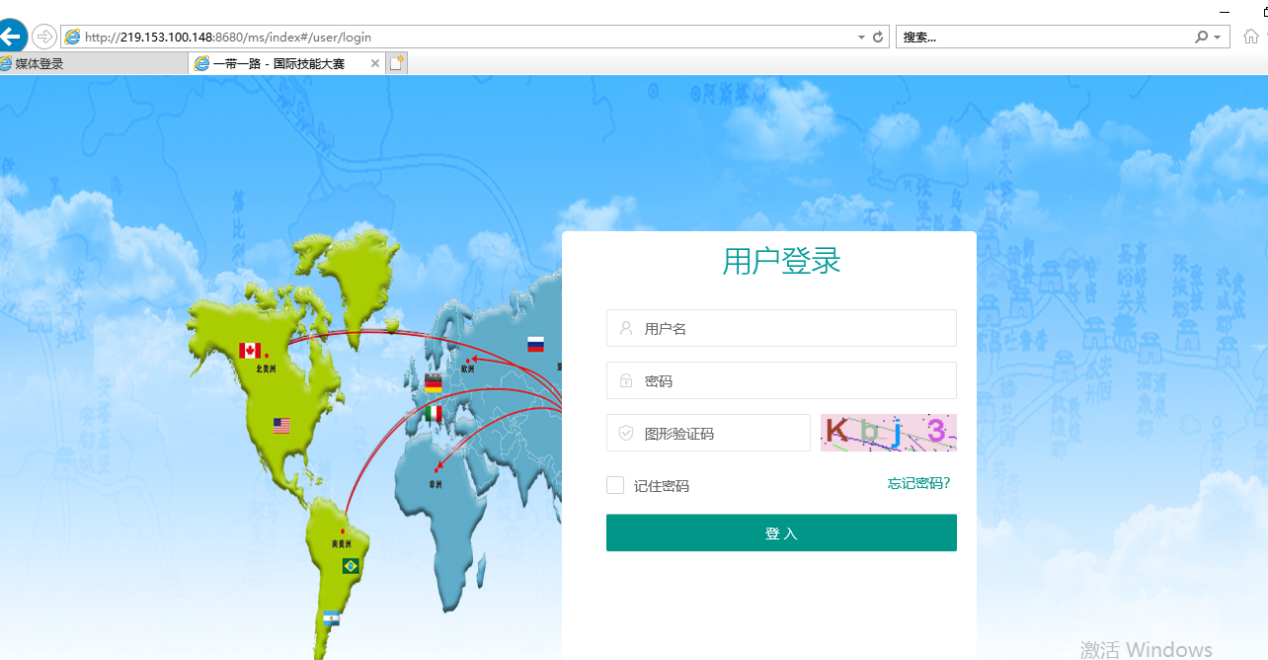 http://219.153.100.148:8680/ms/index#/user/login
搜索...
媒体登录
一带一路 - 国际技能大赛
用户登录
用户名
密码
图形验证码
Kbj3
记住密码
忘记密码?
登 入
北美洲
欧洲
非洲
南美洲
激活 Windows